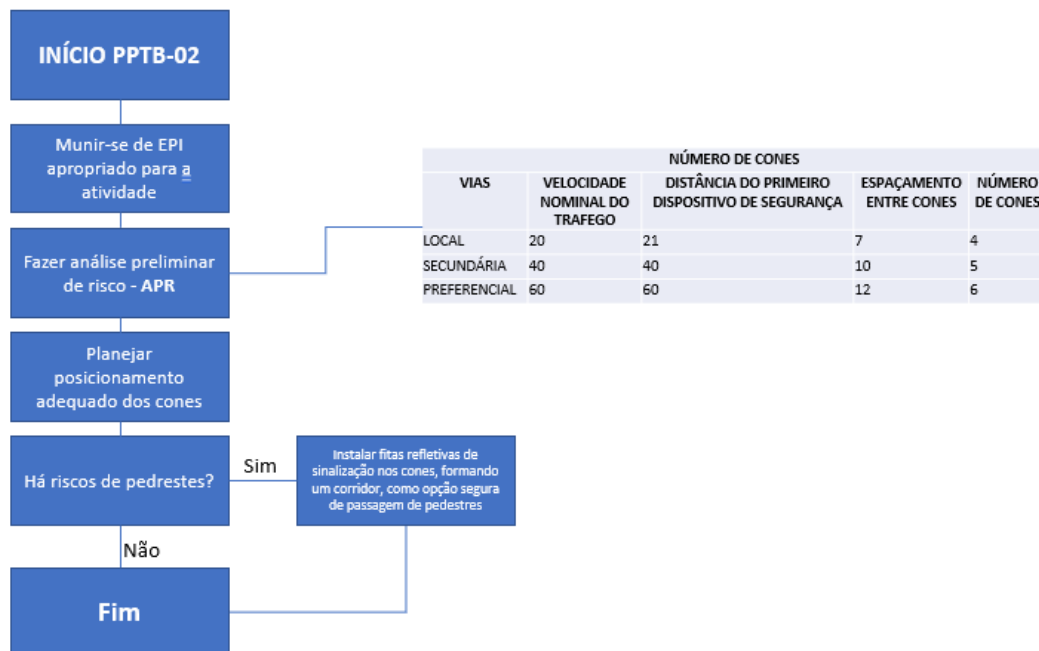 INÍCIO PPTB-02
Munir-se de EPI
apropriado para a
atividade
Fazer análise preliminar
de risco - APR
Planejar
posicionamento
adequado dos cones
Há riscos de pedrestes?
Sim
Instalar fitas refletivas de
sinalização nos cones, formando
um corridor, como opção segura
de passagem de pedestres
Não
Fim
NÚMERO DE CONES
VIAS VELOCIDADE NOMINAL DO TRAFEGO DISTÂNCIA DO PRIMEIRO DISPOSITIVO DE SEGURANÇA ESPAÇAMENTO ENTRE CONES NÚMERO DE CONES
LOCAL 20 21 7 4
SECUNDÁRIA 40 40 10 5
PREFERENCIAL 60 60 12 6